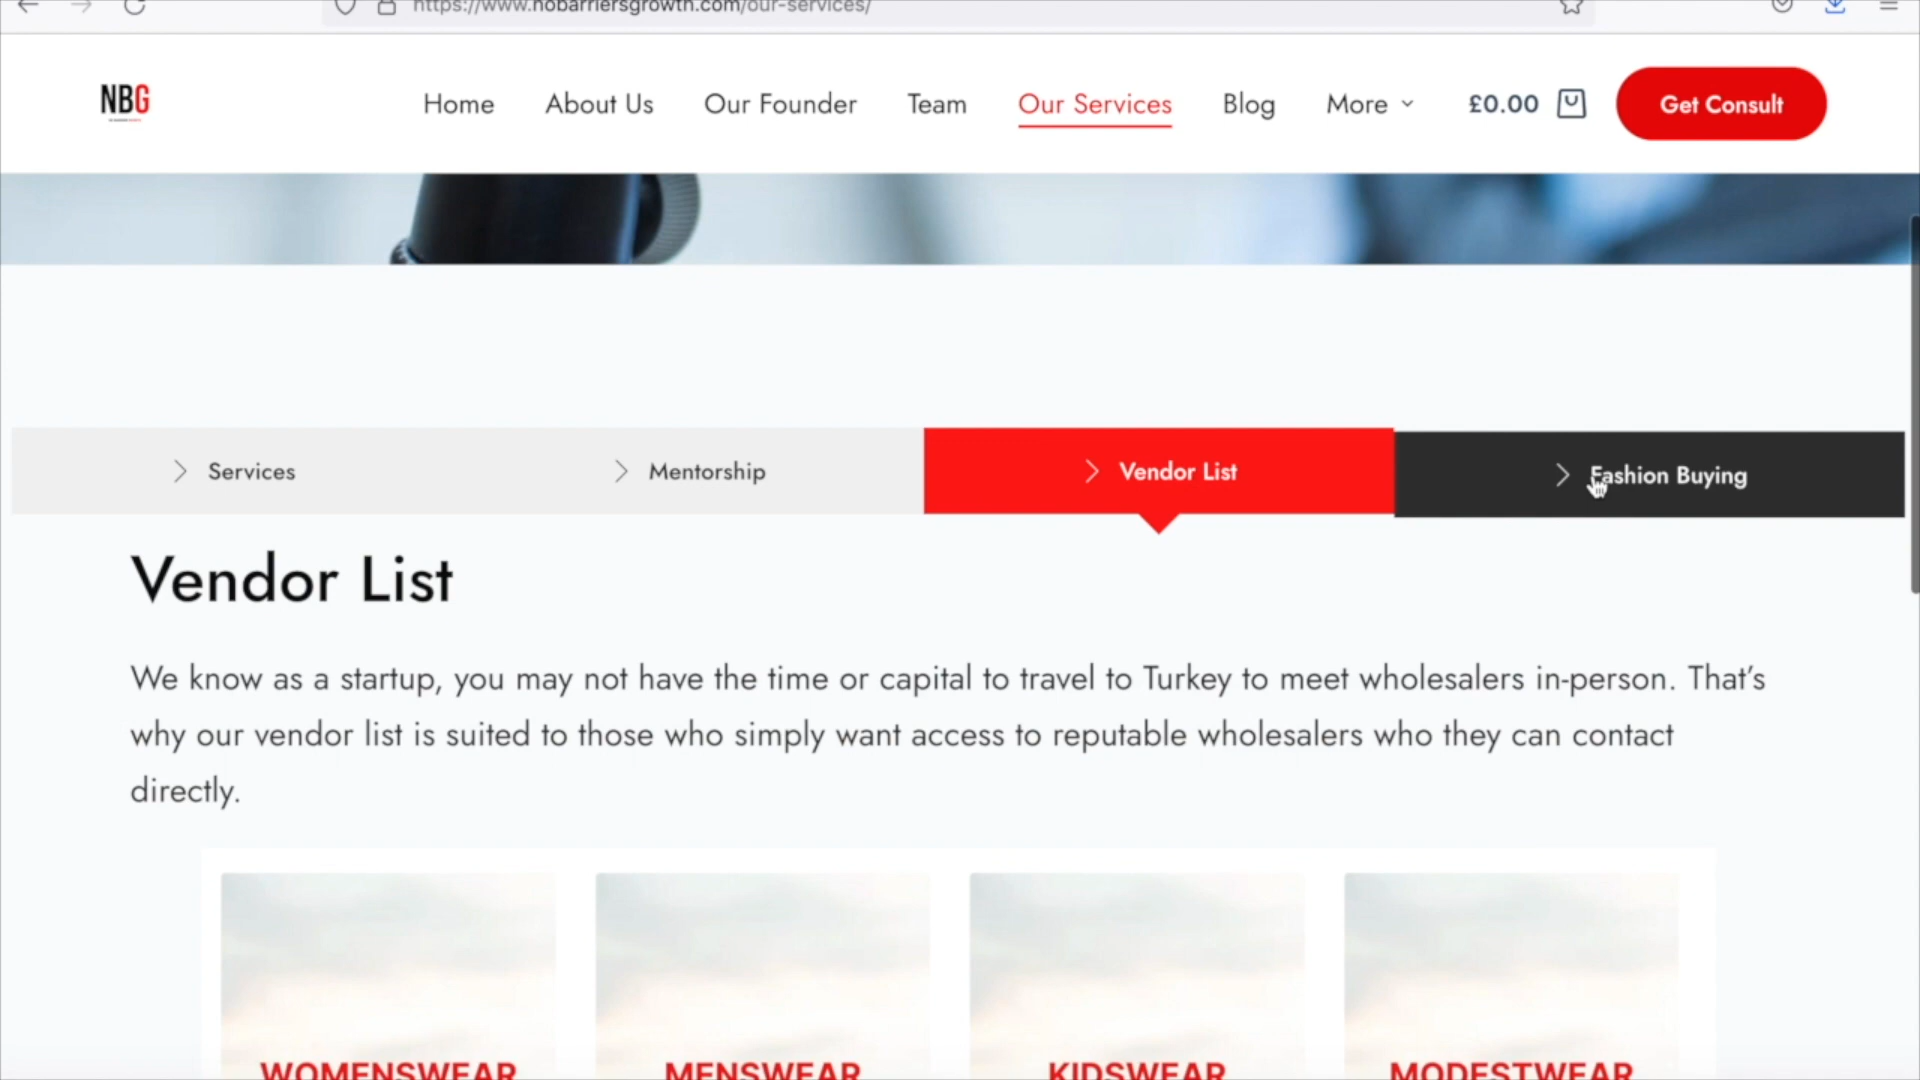 https://www.nobarriersgrowth.com/our-services/
NBG
Home
About Us
Our Founder
Team
Our Services
Blog
More
£0.00
Get Consult
Services
Mentorship
Vendor List
Fashion Buying
Vendor List
We know as a startup, you may not have the time or capital to travel to Turkey to meet wholesalers in-person. That's
why our vendor list is suited to those who simply want access to reputable wholesalers who they can contact
directly.
WOMENSWEAR
MENSWEAR
KIDSWEAR
MODESTWEAR